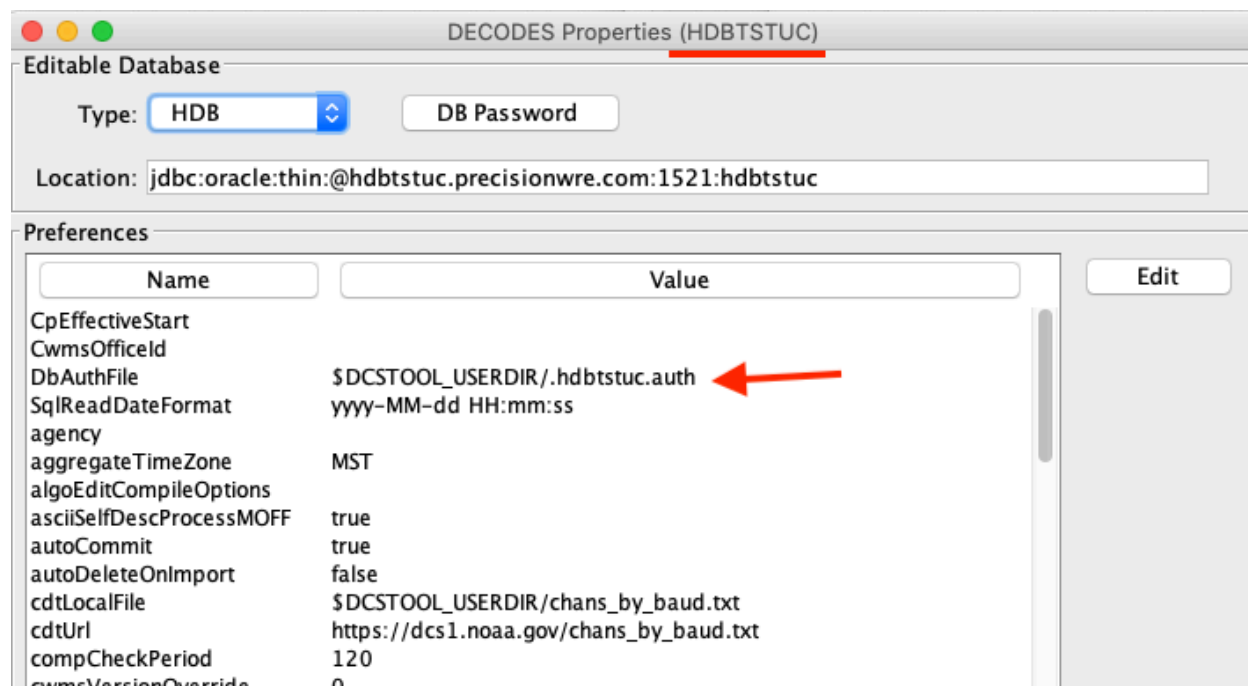 DECODES Properties (HDBTSTUC)
Editable Database
Type: HDB DB Password
Location: jdbc:oracle:thin:@hdbtstuc.precisionwre.com:1521:hdbtstuc
Preferences
Name Value Edit
CpEffectiveStart
CwmsOfficeId
DbAuthFile $DCSTOOL_USERDIR/.hdbtstuc.auth
SqlReadDateFormat yyyy-MM-dd HH:mm:ss
agency
aggregateTimeZone MST
algoEditCompileOptions
asciiSelfDescProcessMOFF true
autoCommit true
autoDeleteOnImport false
cdtLocalFile $DCSTOOL_USERDIR/chans_by_baud.txt
cdtUrl https://dcs1.noaa.gov/chans_by_baud.txt
compCheckPeriod 120
cwmsVersionOverride 0